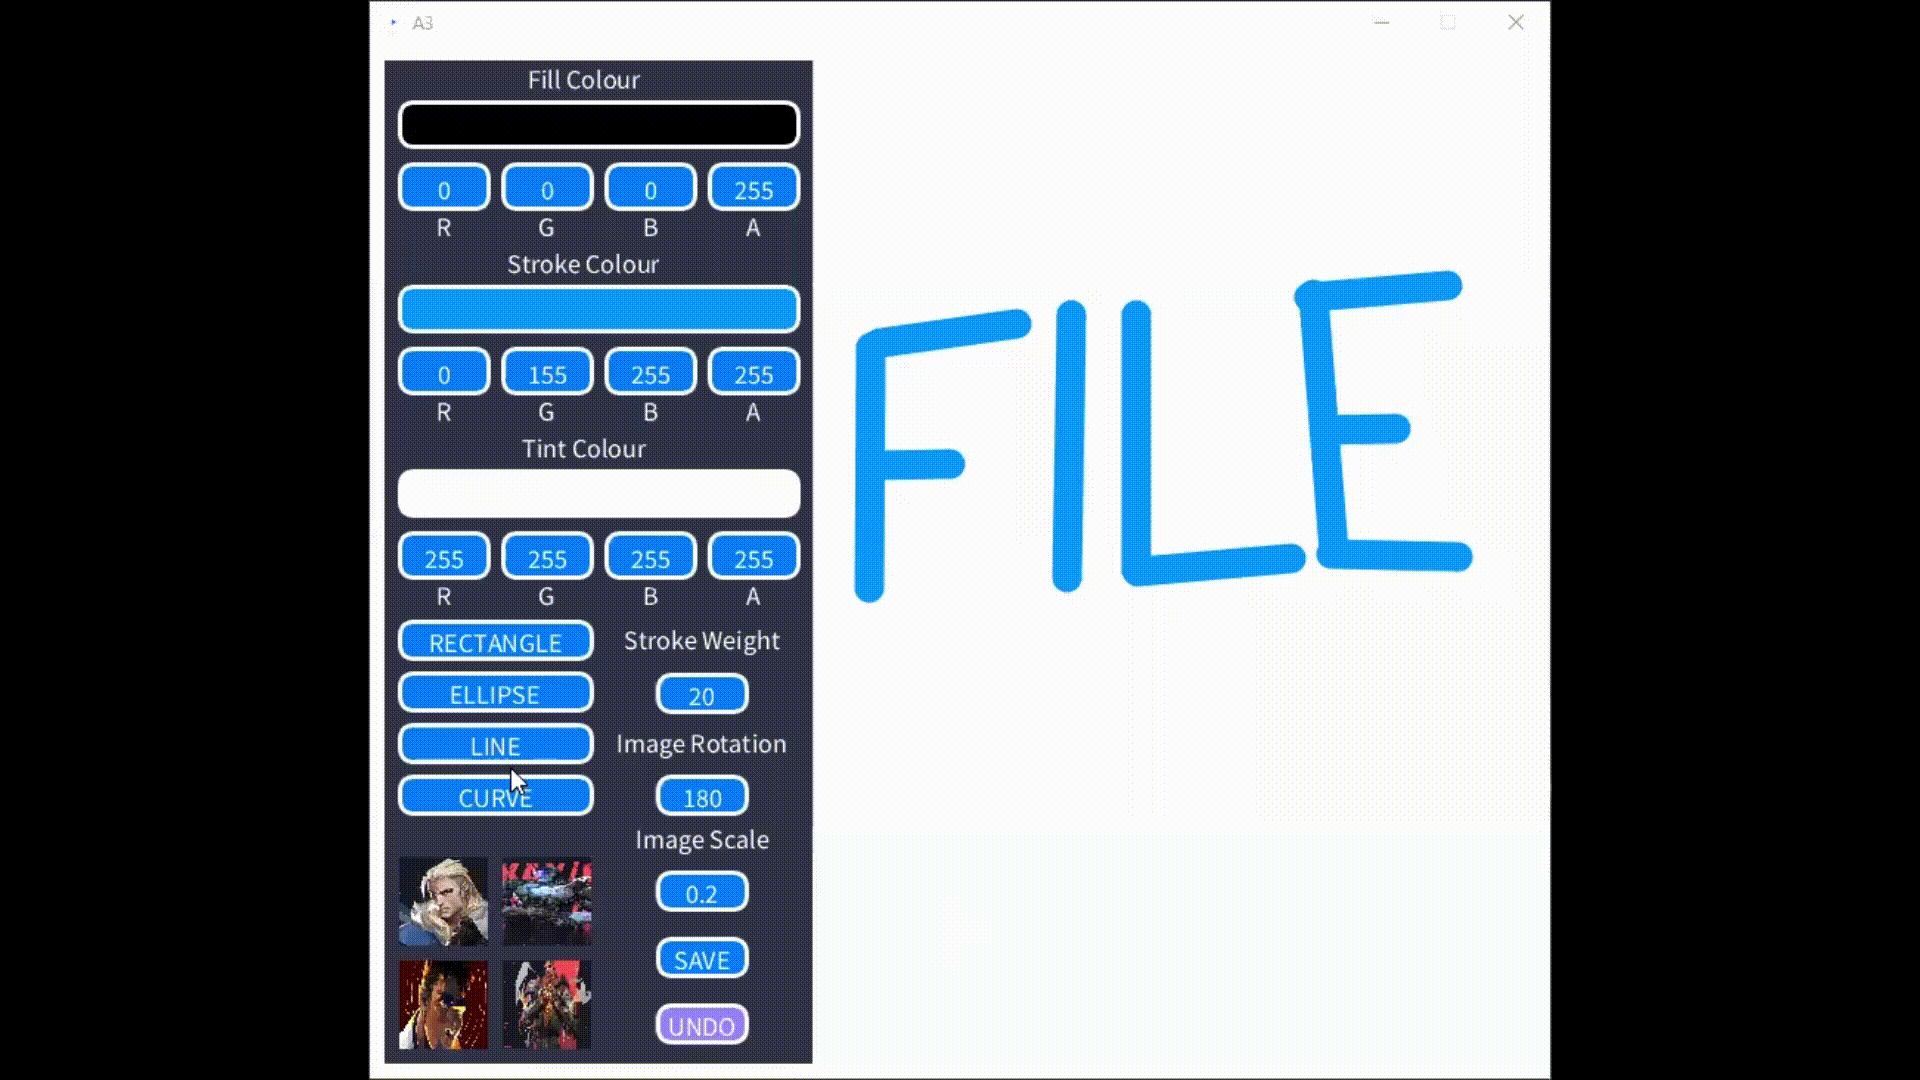 A3
Fill Colour
0 0 0 255
R G B A
Stroke Colour
0 155 255 255
R G B A
Tint Colour
255 255 255 255
R G B A
RECTANGLE
ELLIPSE
LINE
CURVE
Stroke Weight
20
Image Rotation
180
Image Scale
0.2
SAVE
UNDO
FILE